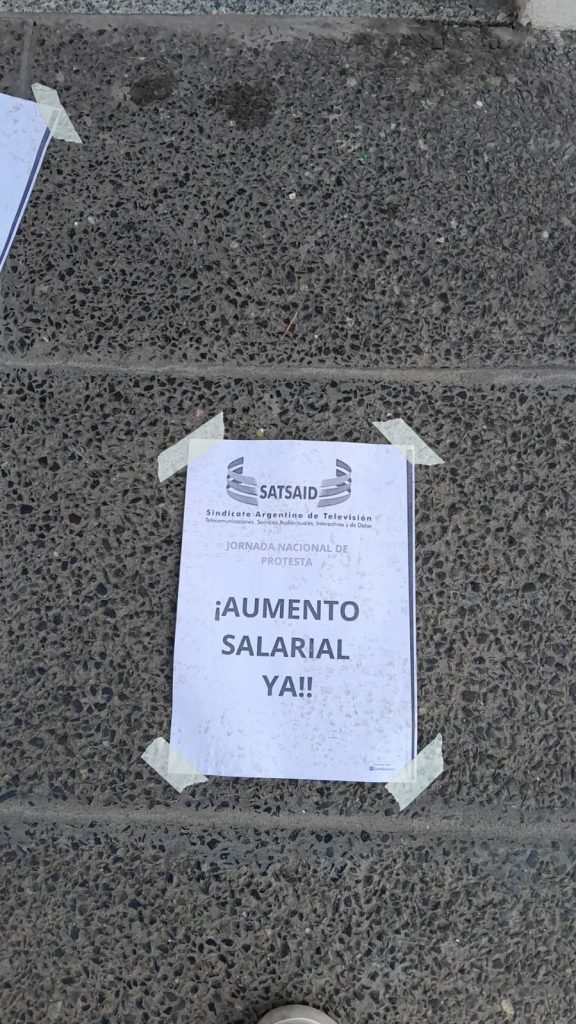 SATSAID
Sindicato Argentino de Televisión
Telecomunicaciones, Servicios Audiovisuales, Interactivos y de Datos
JORNADA NACIONAL DE
PROTESTA
¡AUMENTO
SALARIAL
YA!!